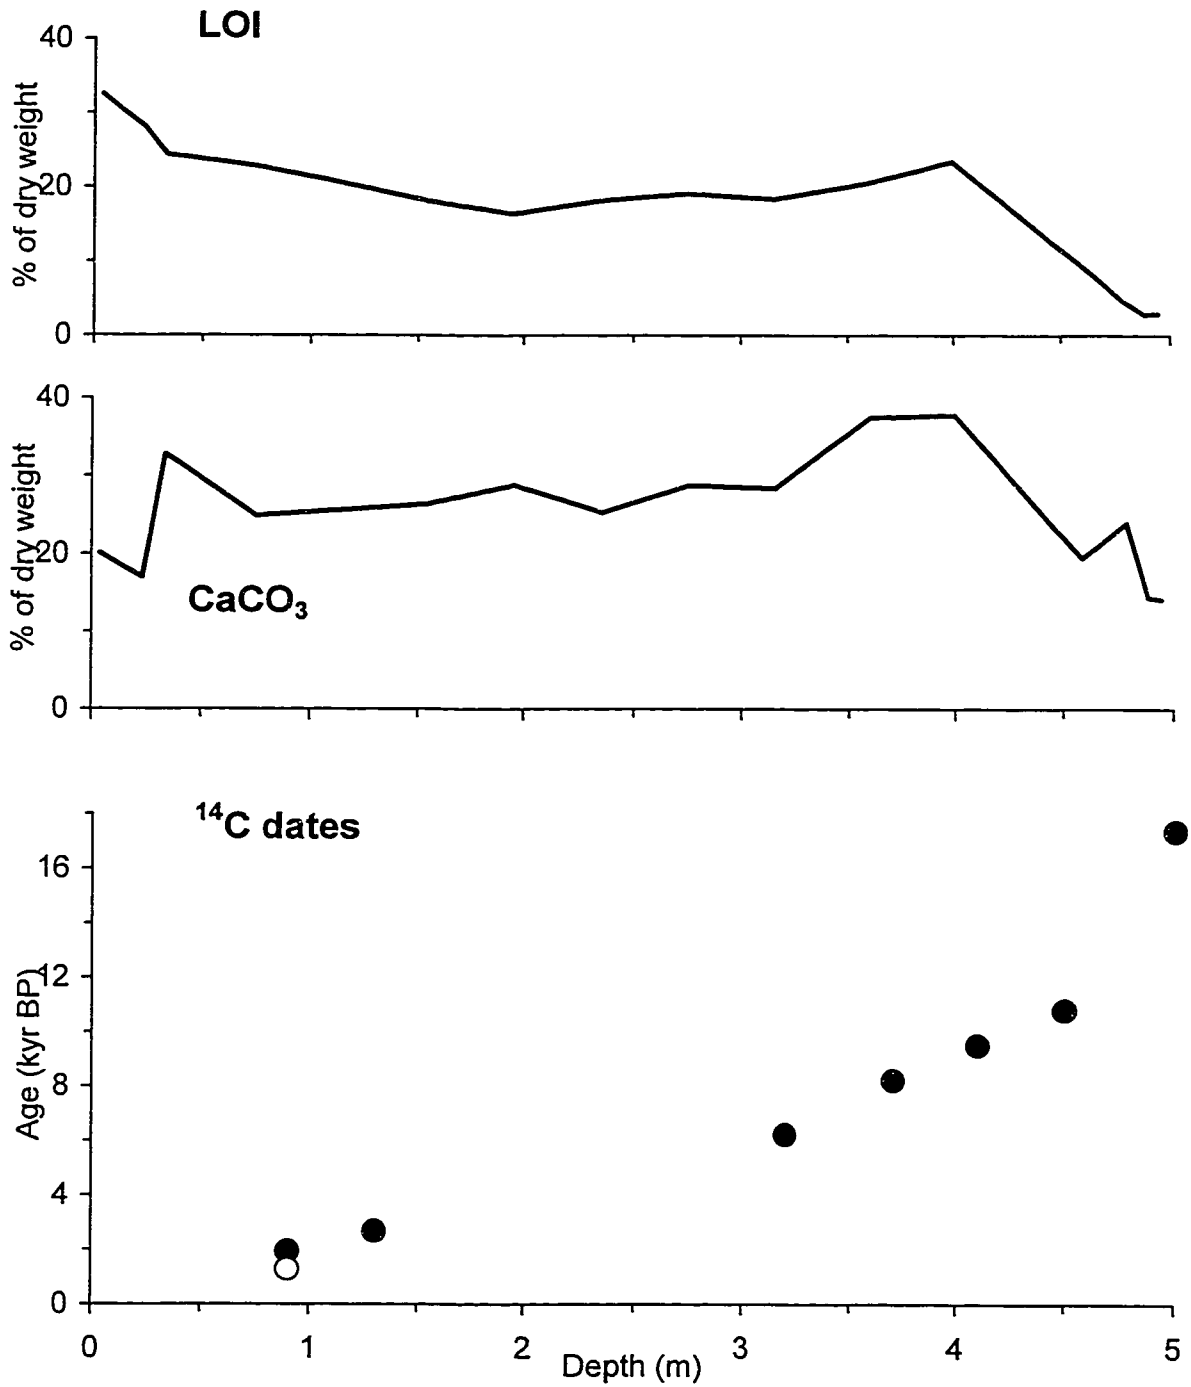 LOI
40
20
0
% of dry weight
40
20
0
% of dry weight
CaCO₃
¹⁴C dates
16
12
8
4
0
Age (kyr BP)
0 1 2 3 4 5
Depth (m)